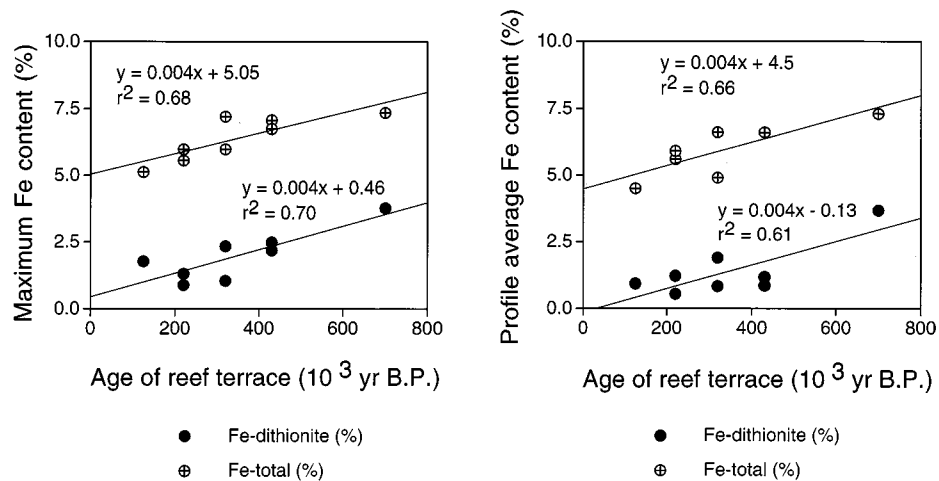 Maximum Fe content (%)
10.0
7.5
5.0
2.5
0.0
y = 0.004x + 5.05
r² = 0.68
y = 0.004x + 0.46
r² = 0.70
0 200 400 600 800
Age of reef terrace (10³ yr B.P.)
Fe-dithionite (%)
Fe-total (%)
Profile average Fe content (%)
10.0
7.5
5.0
2.5
0.0
y = 0.004x + 4.5
r² = 0.66
y = 0.004x - 0.13
r² = 0.61
0 200 400 600 800
Age of reef terrace (10³ yr B.P.)
Fe-dithionite (%)
Fe-total (%)